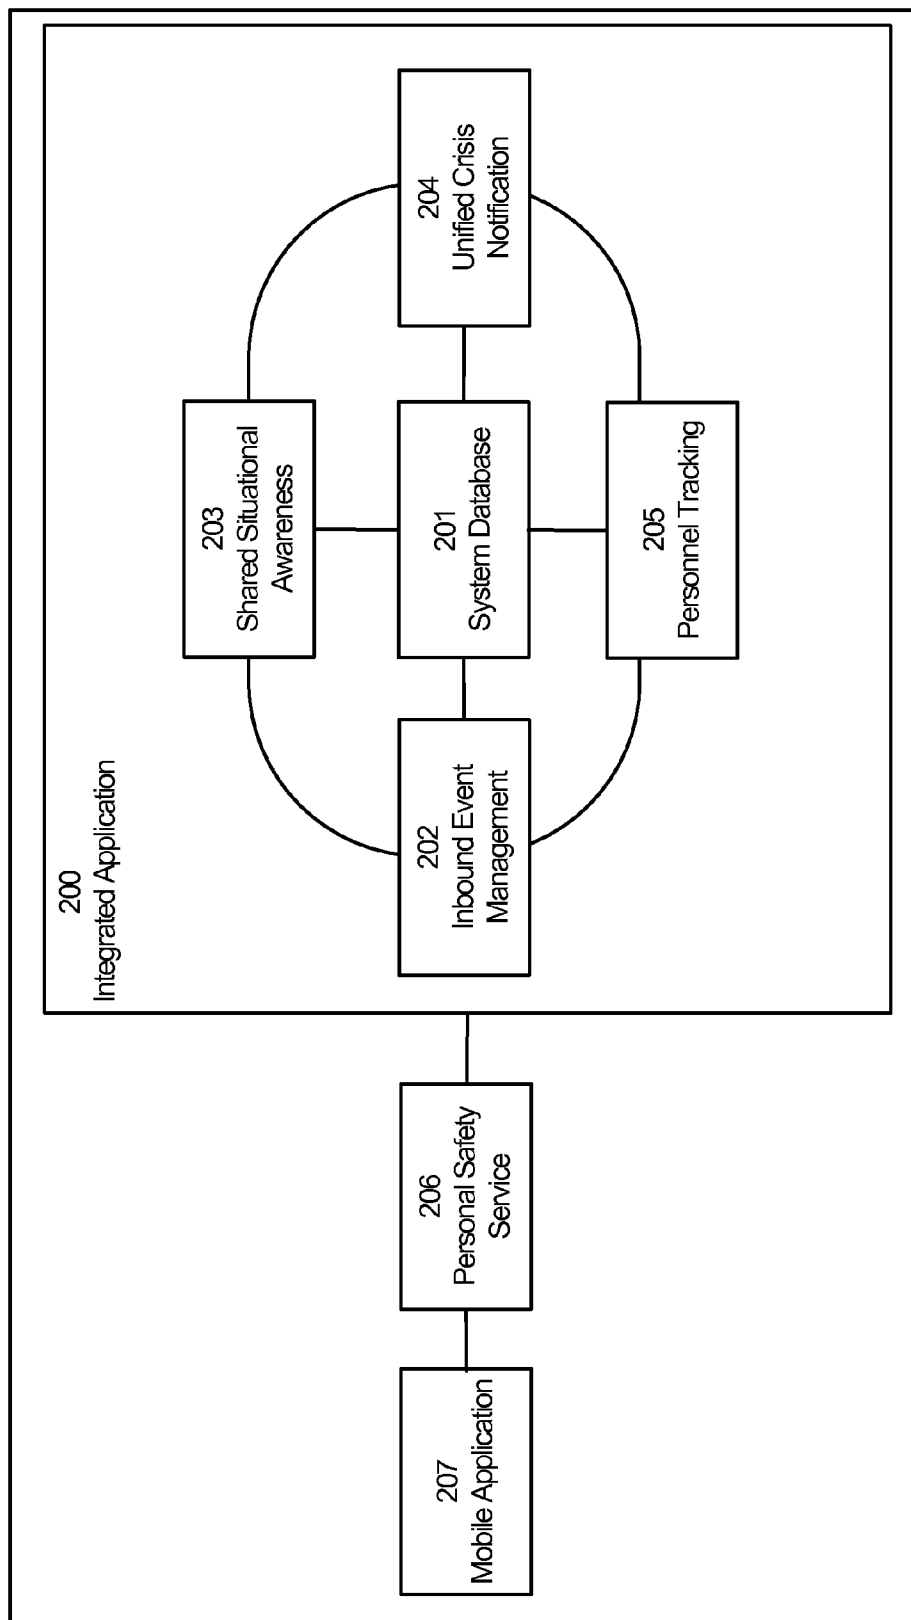 200
Integrated Application
203
Shared Situational
Awareness
202
Inbound Event
Management
201
System Database
204
Unified Crisis
Notification
205
Personnel Tracking
206
Personal Safety
Service
207
Mobile Application